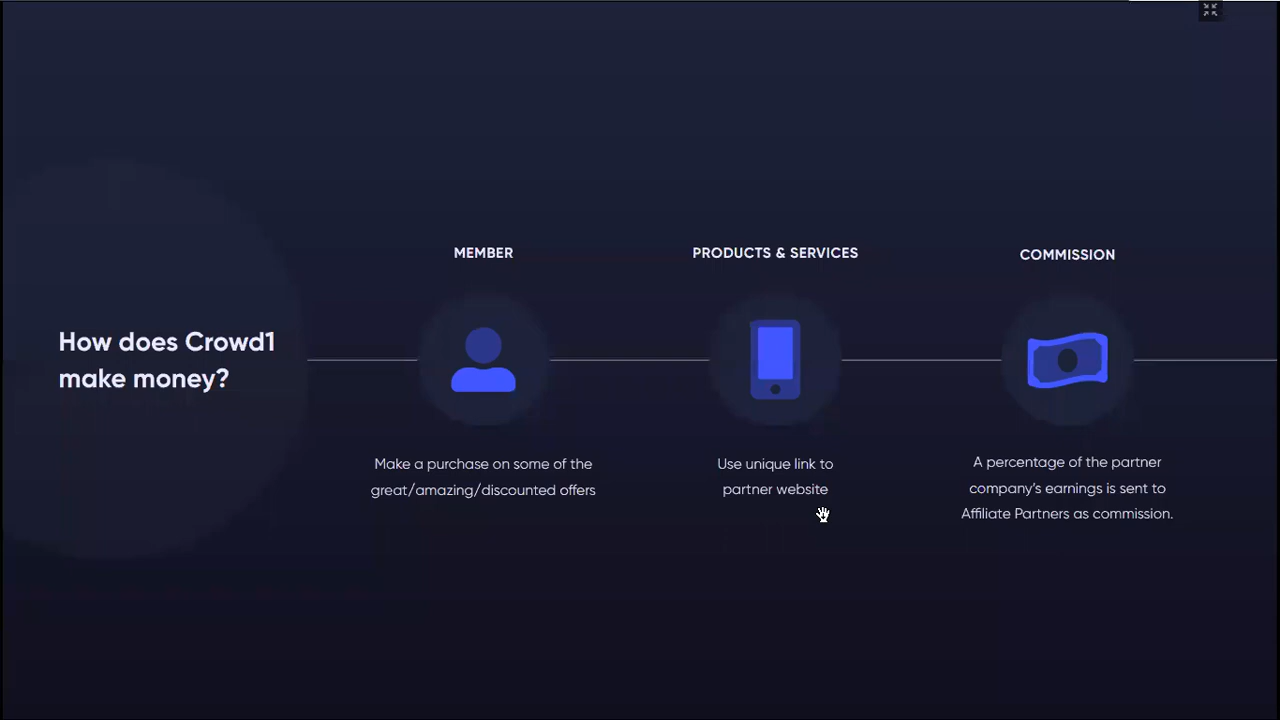 How does Crowd1
make money?
MEMBER
Make a purchase on some of the
great/amazing/discounted offers
PRODUCTS & SERVICES
Use unique link to
partner website
COMMISSION
A percentage of the partner
company's earnings is sent to
Affiliate Partners as commission.